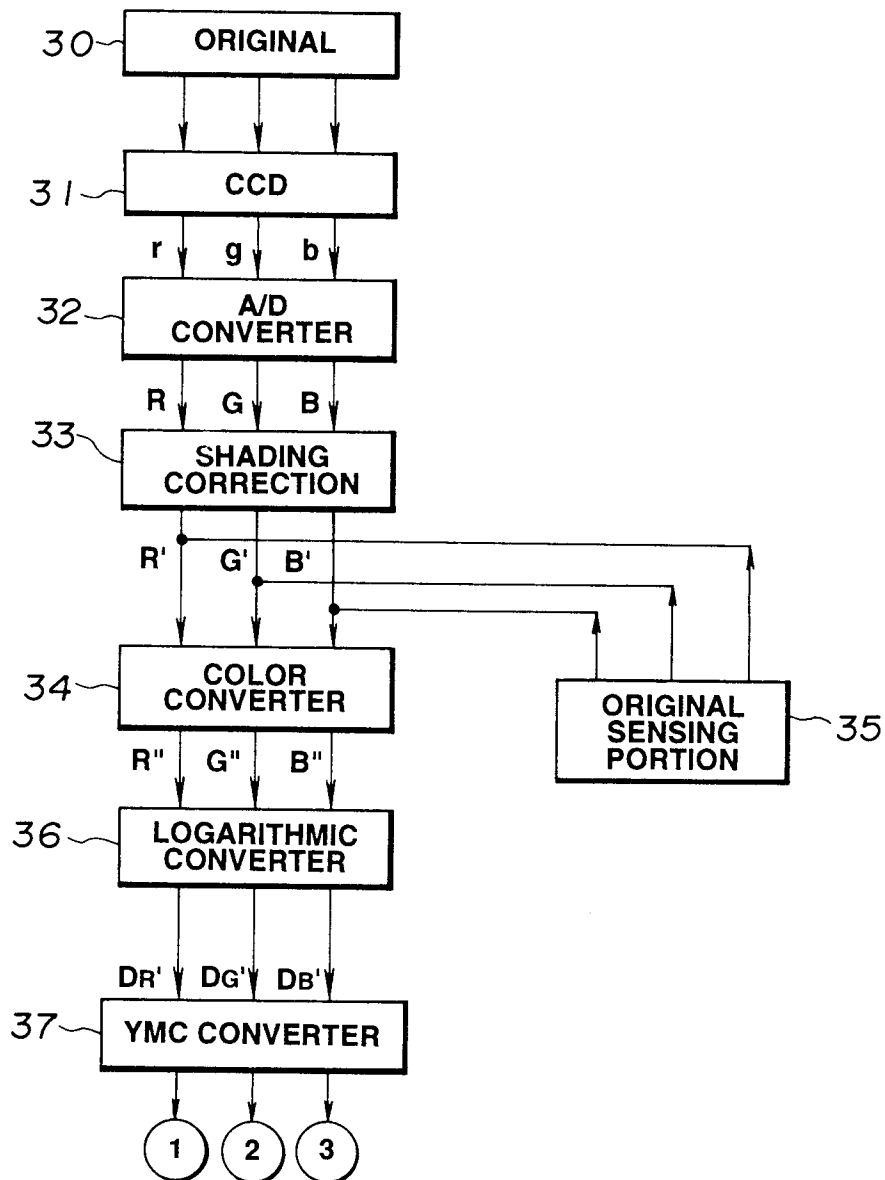 30 ORIGINAL
31 CCD
r g b
32 A/D
CONVERTER
R G B
33 SHADING
CORRECTION
R' G' B'
34 COLOR
CONVERTER
ORIGINAL
SENSING
PORTION
35
R" G" B"
36 LOGARITHMIC
CONVERTER
DR' DG' DB'
37 YMC CONVERTER
1 2 3